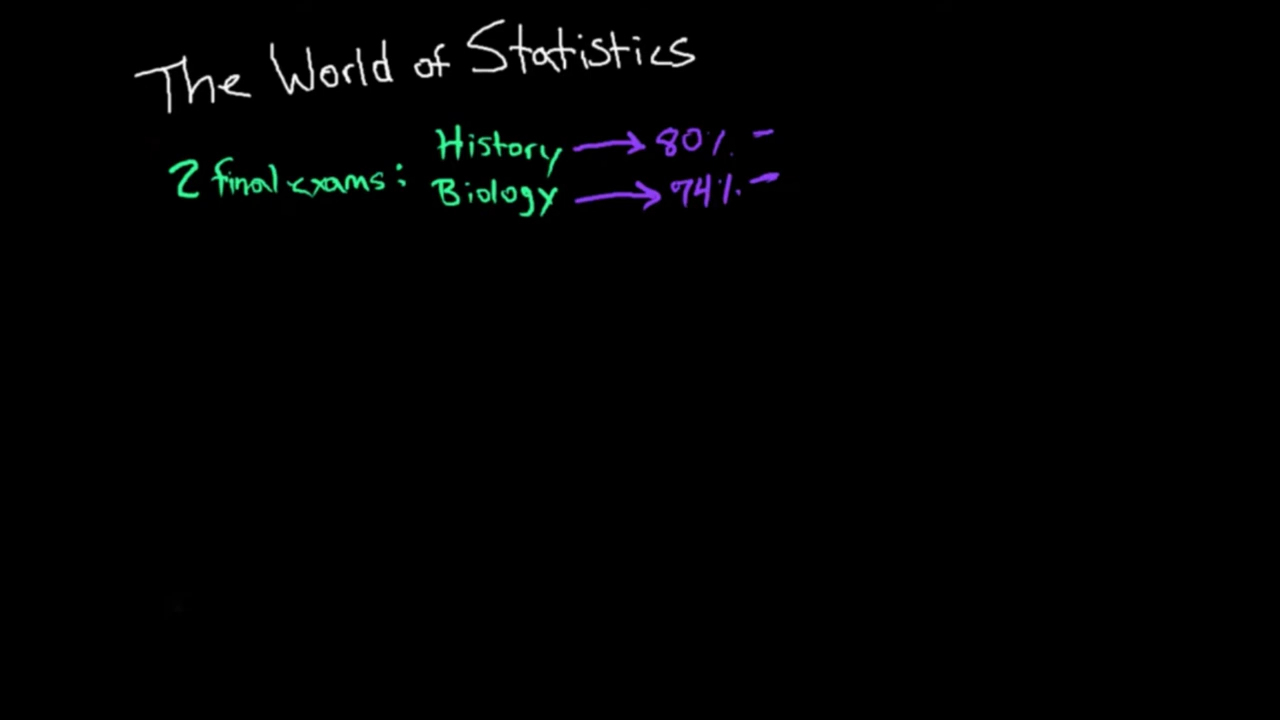 The World of Statistics
History → 80% -
2 final exams:
Biology → 74% -